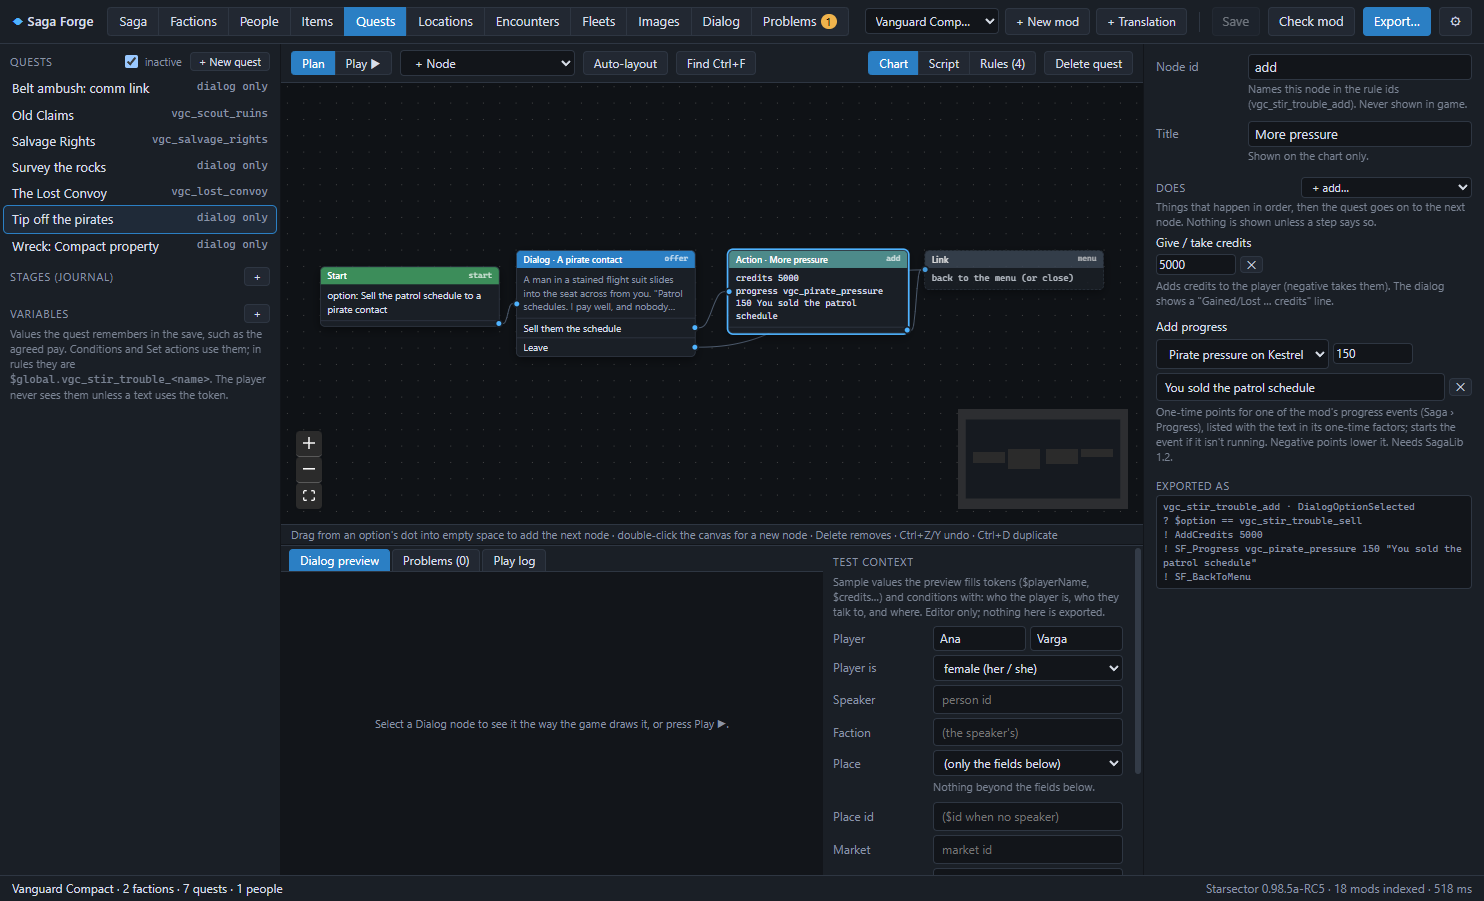 Saga Forge
Saga
Factions
People
Items
Quests
Locations
Encounters
Fleets
Images
Dialog
Problems 1
Vanguard Comp...
+ New mod
+ Translation
Save
Check mod
Export...
QUESTS
inactive
+ New quest
Belt ambush: comm link
dialog only
Old Claims
vgc_scout_ruins
Salvage Rights
vgc_salvage_rights
Survey the rocks
dialog only
The Lost Convoy
vgc_lost_convoy
Tip off the pirates
dialog only
Wreck: Compact property
dialog only
STAGES (JOURNAL)
+
VARIABLES
+
Values the quest remembers in the save, such as the
agreed pay. Conditions and Set actions use them; in
rules they are
$global.vgc_stir_trouble_<name>. The player
never sees them unless a text uses the token.
Plan
Play ▶
+ Node
Auto-layout
Find Ctrl+F
Chart
Script
Rules (4)
Delete quest
Start
start
option: Sell the patrol schedule to a
pirate contact
Dialog · A pirate contact
offer
A man in a stained flight suit slides
into the seat across from you. "Patrol
schedules. I pay well, and nobody...
Sell them the schedule
Leave
Action · More pressure
add
credits 5000
progress vgc_pirate_pressure
150 You sold the patrol
schedule
Link
menu
back to the menu (or close)
Drag from an option's dot into empty space to add the next node · double-click the canvas for a new node · Delete removes · Ctrl+Z/Y undo · Ctrl+D duplicate
Dialog preview
Problems (0)
Play log
Select a Dialog node to see it the way the game draws it, or press Play ▶.
TEST CONTEXT
Sample values the preview fills tokens ($playerName,
$credits...) and conditions with: who the player is, who they
talk to, and where. Editor only; nothing here is exported.
Player
Ana
Varga
Player is
female (her / she)
Speaker
person id
Faction
(the speaker's)
Place
(only the fields below)
Nothing beyond the fields below.
Place id
($id when no speaker)
Market
market id
Node id
add
Names this node in the rule ids
(vgc_stir_trouble_add). Never shown in game.
Title
More pressure
Shown on the chart only.
DOES
+ add...
Things that happen in order, then the quest goes on to the next
node. Nothing is shown unless a step says so.
Give / take credits
5000
Adds credits to the player (negative takes them). The dialog
shows a "Gained/Lost ... credits" line.
Add progress
Pirate pressure on Kestrel
150
You sold the patrol schedule
One-time points for one of the mod's progress events (Saga ›
Progress), listed with the text in its one-time factors; starts the
event if it isn't running. Negative points lower it. Needs SagaLib
1.2.
EXPORTED AS
vgc_stir_trouble_add · DialogOptionSelected
? $option == vgc_stir_trouble_sell
! AddCredits 5000
! SF_Progress vgc_pirate_pressure 150 "You sold the
patrol schedule"
! SF_BackToMenu
Vanguard Compact · 2 factions · 7 quests · 1 people
Starsector 0.98.5a-RC5 · 18 mods indexed · 518 ms